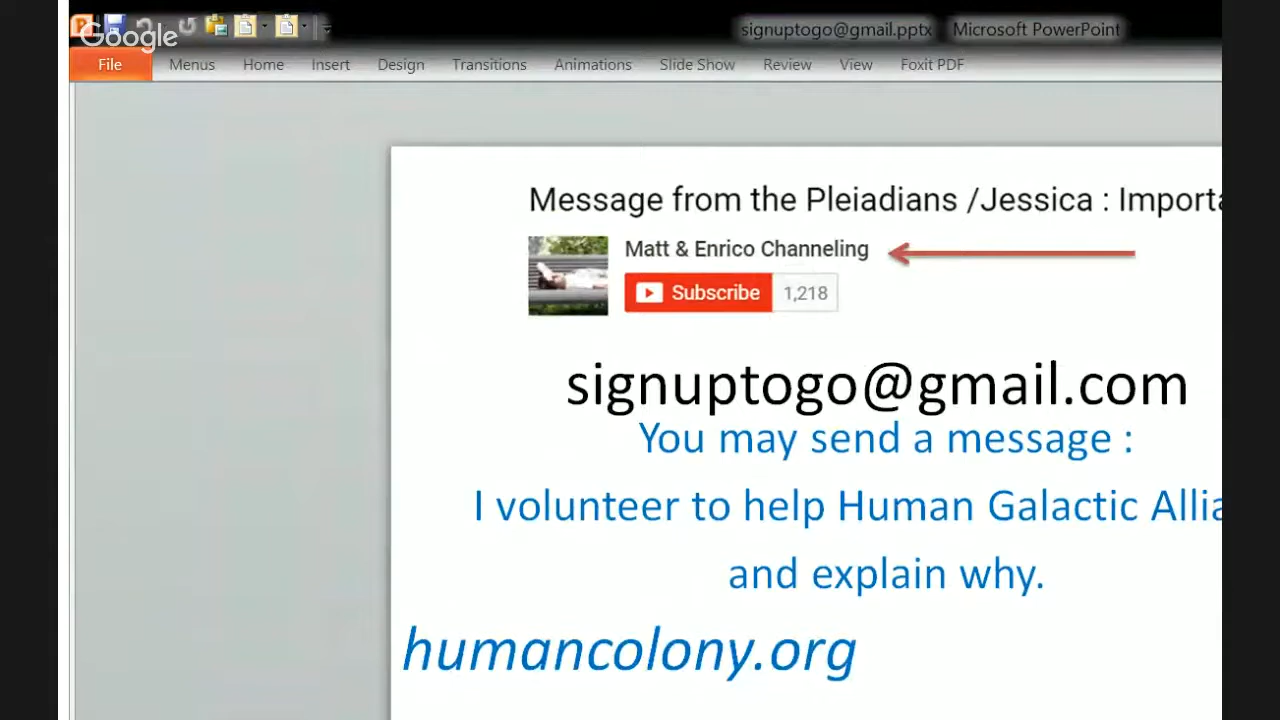 Google
signuptogo@gmail.pptx Microsoft PowerPoint
File Menus Home Insert Design Transitions Animations Slide Show Review View Foxit PDF
Message from the Pleiadians /Jessica : Importa
Matt & Enrico Channeling
Subscribe 1,218
signuptogo@gmail.com
You may send a message :
I volunteer to help Human Galactic Allia
and explain why.
humancolony.org